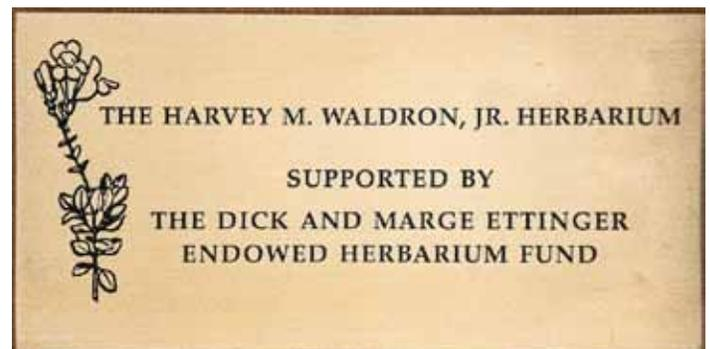 THE HARVEY M. WALDRON, JR. HERBARIUM
SUPPORTED BY
THE DICK AND MARGE ETTINGER
ENDOWED HERBARIUM FUND